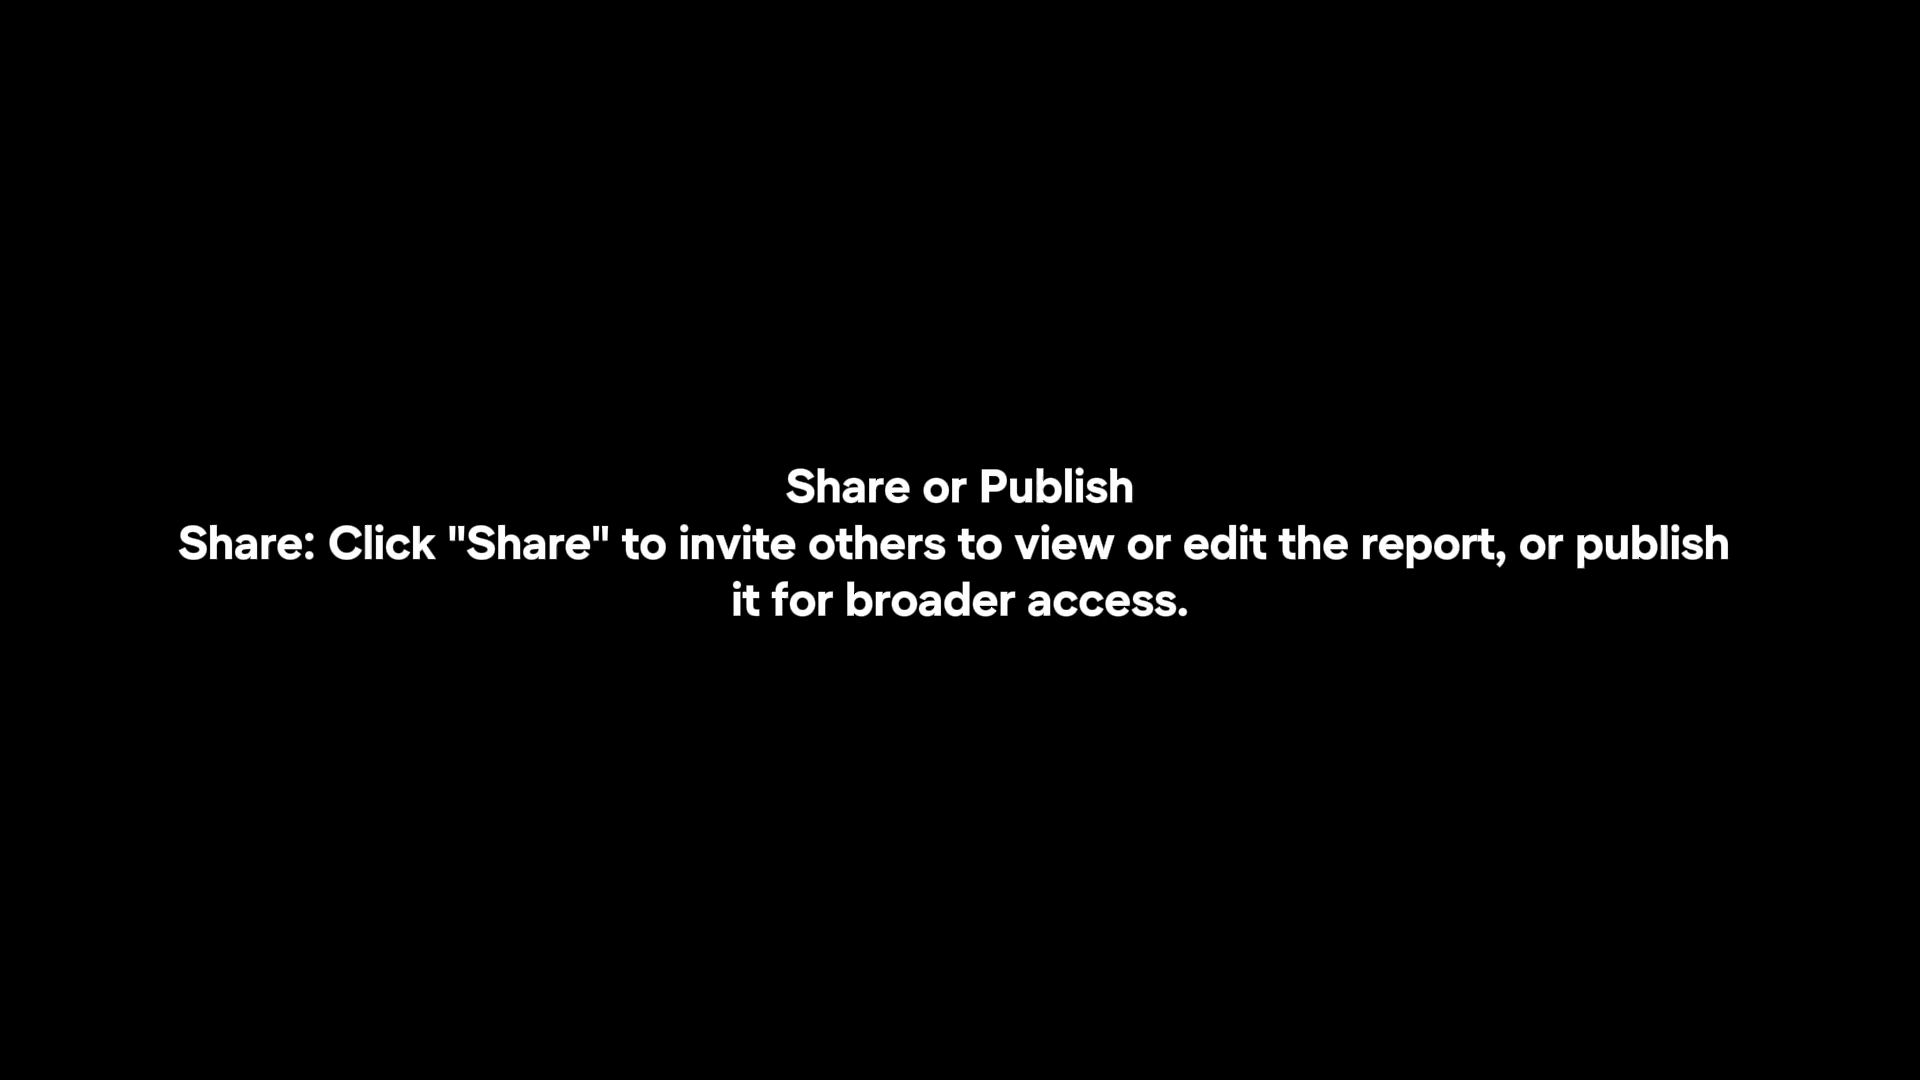 Share or Publish
Share: Click "Share" to invite others to view or edit the report, or publish
it for broader access.